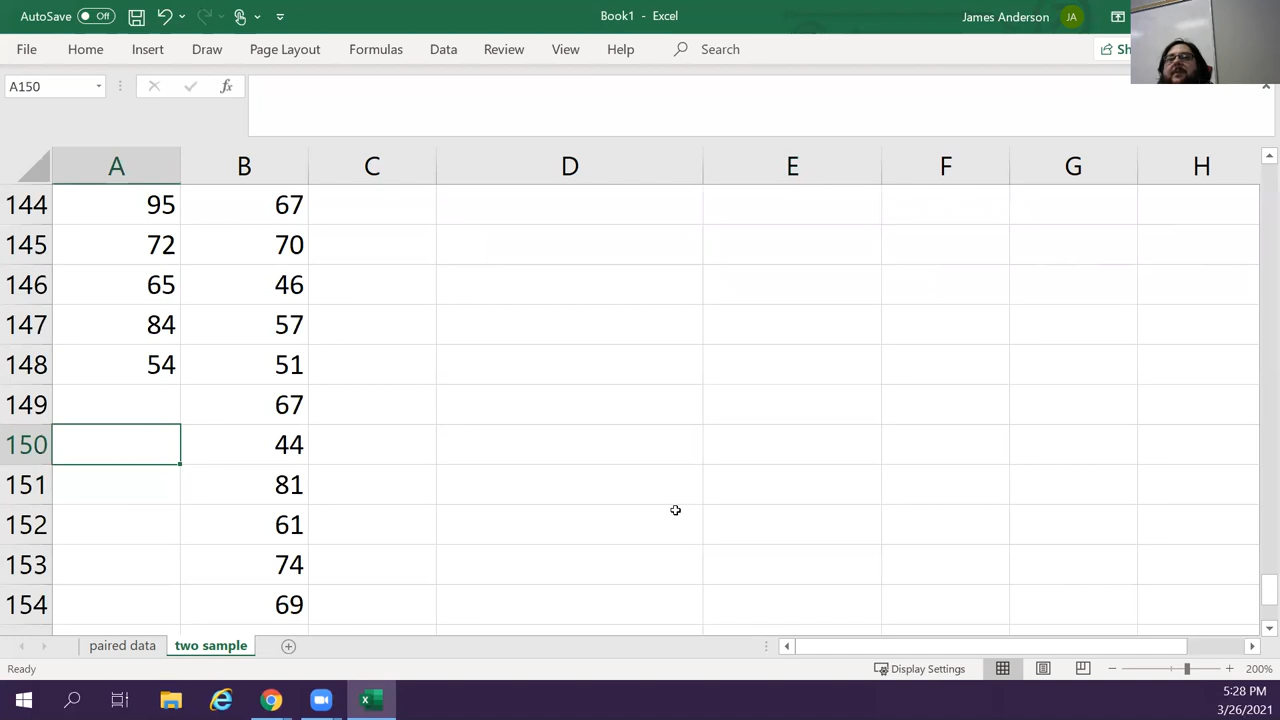 AutoSave Off Book1 - Excel James Anderson JA
File Home Insert Draw Page Layout Formulas Data Review View Help Search Sh
A150 fx
A B C D E F G H
144 95 67
145 72 70
146 65 46
147 84 57
148 54 51
149 67
150 44
151 81
152 61
153 74
154 69
paired data two sample
Ready Display Settings 200%
5:28 PM
3/26/2021